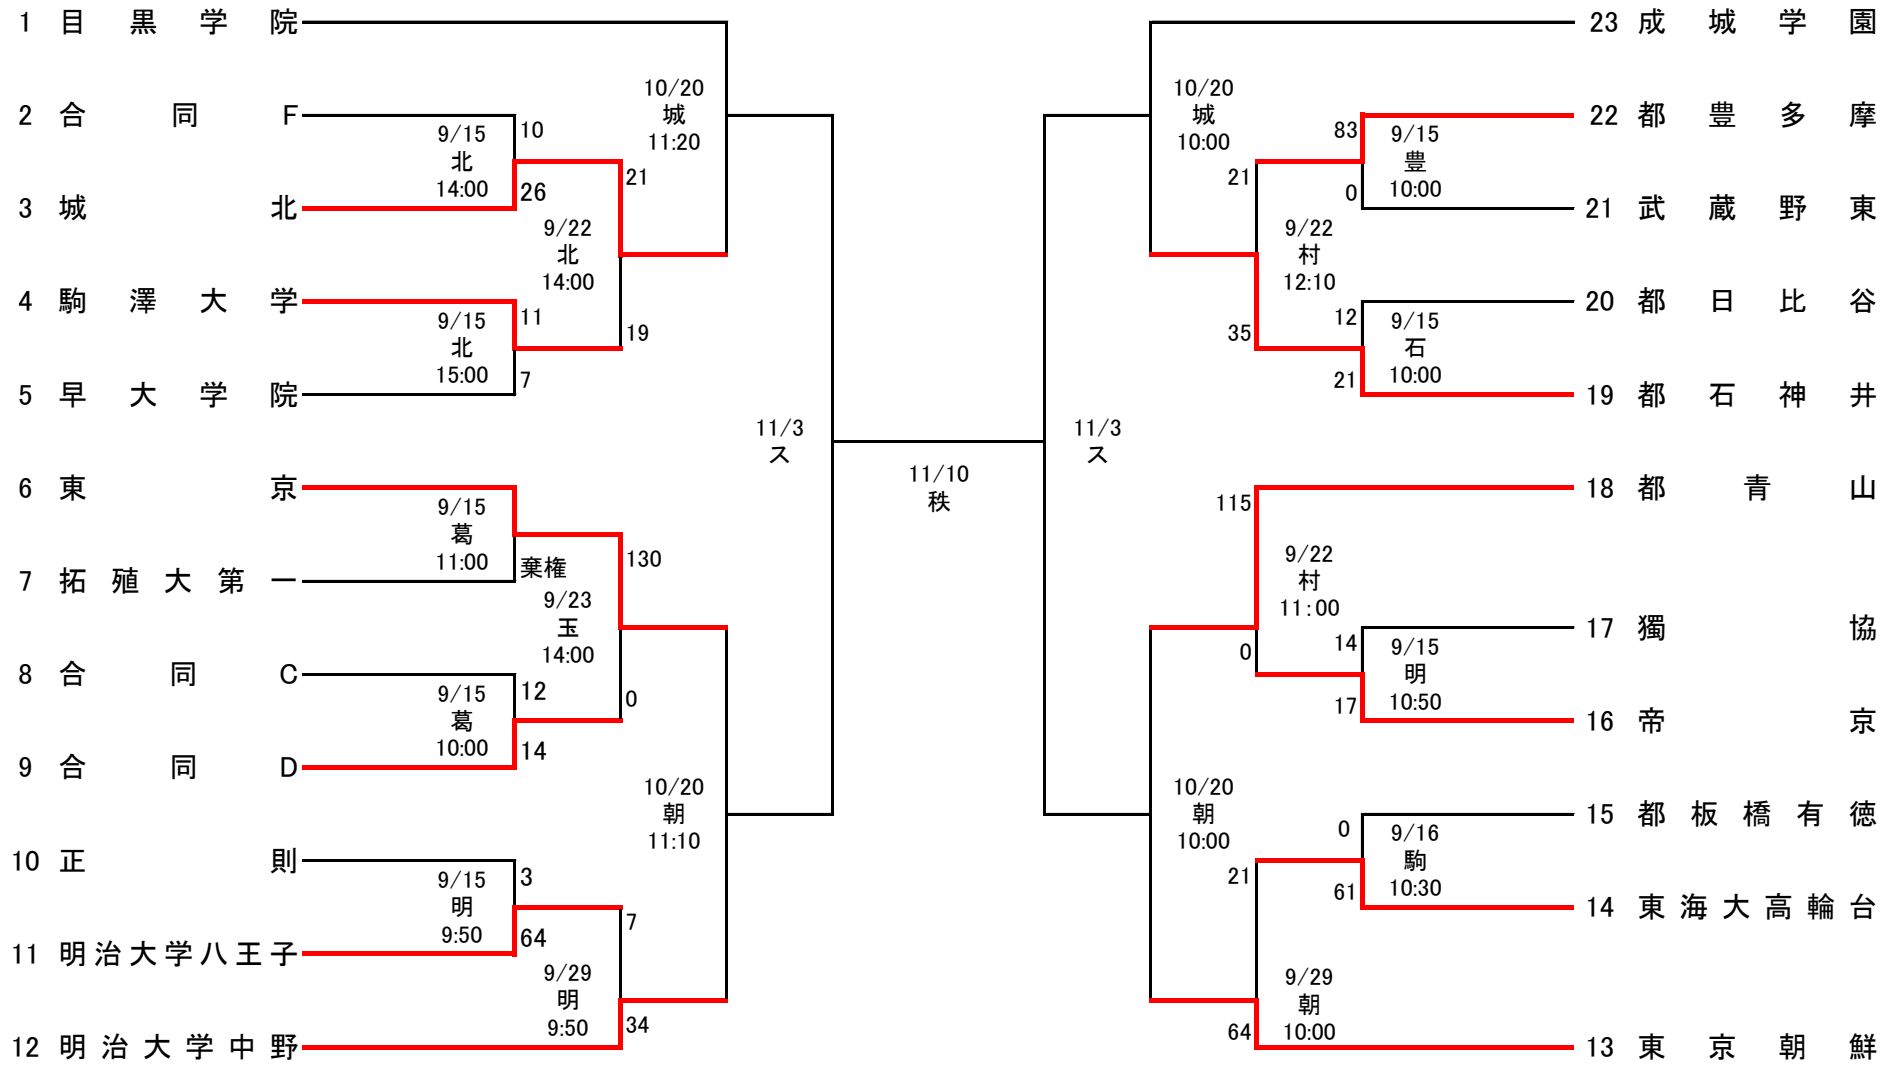 1 目黒学院
2 合同F
3 城北
4 駒澤大学
5 早大学院
6 東京
7 拓殖大第一
8 合同C
9 合同D
10 正則
11 明治大学八王子
12 明治大学中野
9/15
北
14:00
10
26
9/15
北
15:00
11
7
9/15
葛
11:00
棄権
9/15
葛
10:00
12
14
9/15
明
9:50
3
64
9/22
北
14:00
21
19
9/23
玉
14:00
130
0
9/29
明
9:50
7
34
10/20
城
11:20
10/20
朝
11:10
11/3
ス
11/10
秩
11/3
ス
10/20
城
10:00
10/20
朝
10:00
21
35
9/22
村
12:10
115
0
9/22
村
11:00
21
64
9/29
朝
10:00
83
0
9/15
豊
10:00
12
21
9/15
石
10:00
14
17
9/15
明
10:50
0
61
9/16
駒
10:30
23 成城学園
22 都豊多摩
21 武蔵野東
20 都日比谷
19 都石神井
18 都青山
17 獨協
16 帝京
15 都板橋有徳
14 東海大高輪台
13 東京朝鮮